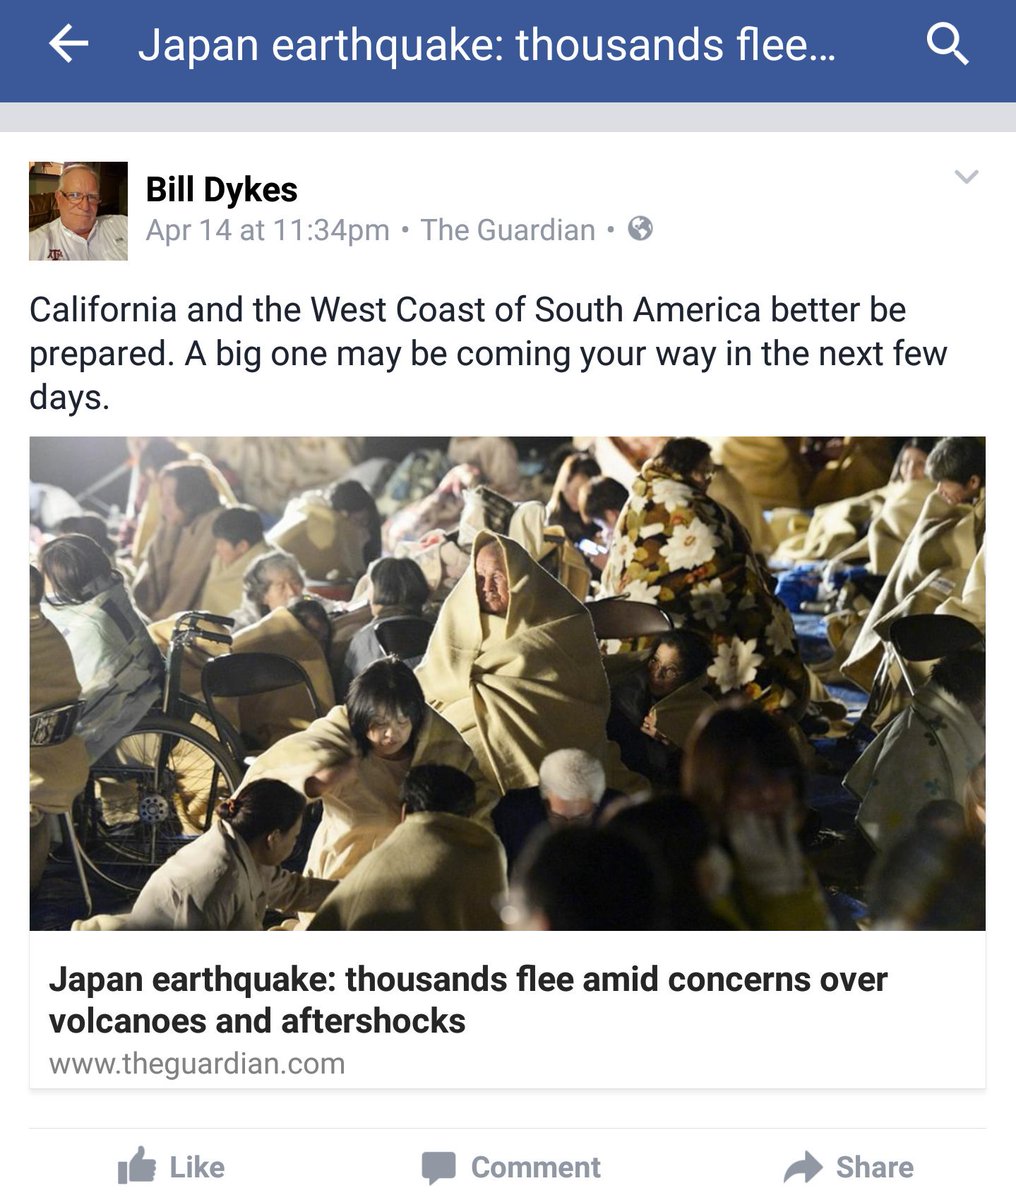 Japan earthquake: thousands flee...
Bill Dykes
Apr 14 at 11:34pm • The Guardian •
California and the West Coast of South America better be
prepared. A big one may be coming your way in the next few
days.
Japan earthquake: thousands flee amid concerns over
volcanoes and aftershocks
www.theguardian.com
Like Comment Share